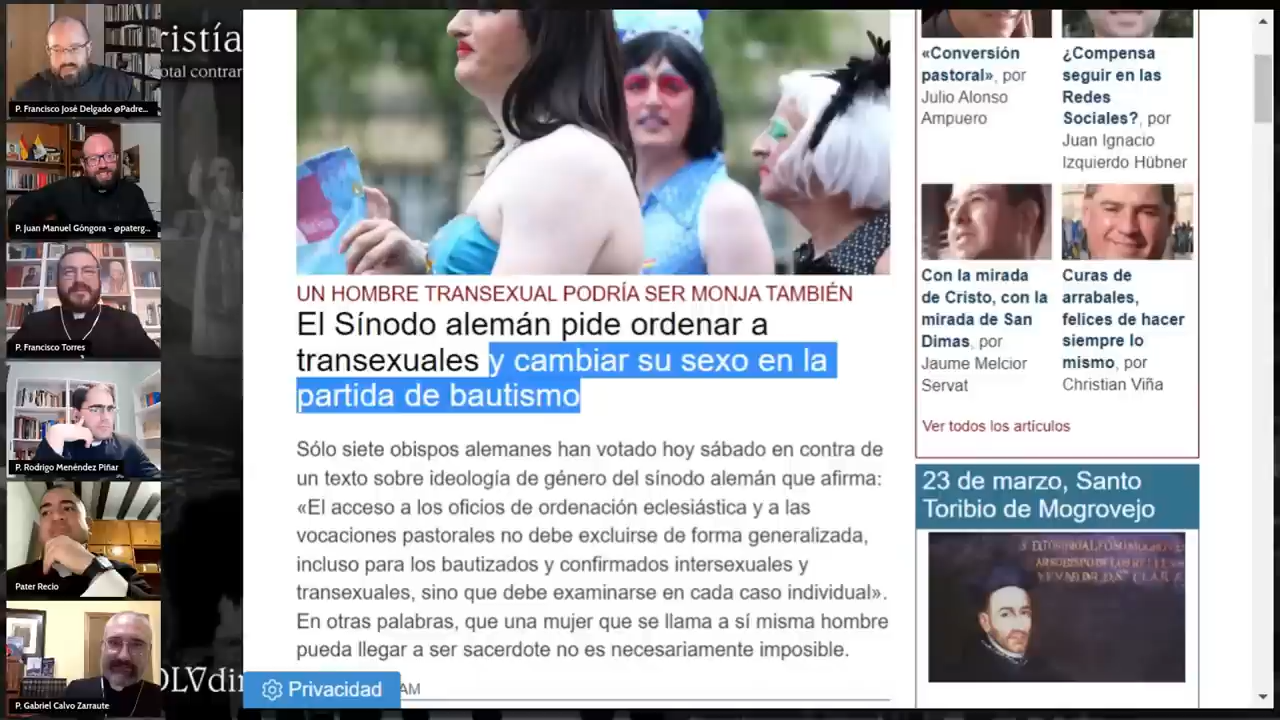 P. Francisco José Delgado @Padre...
P. Juan Manuel Góngora - @paterg...
P. Francisco Torres
P. Rodrigo Menéndez Piñar
Pater Recio
P. Gabriel Calvo Zarraute
ristía
otal contrar
UN HOMBRE TRANSEXUAL PODRÍA SER MONJA TAMBIÉN
El Sínodo alemán pide ordenar a
transexuales y cambiar su sexo en la
partida de bautismo
Sólo siete obispos alemanes han votado hoy sábado en contra de
un texto sobre ideología de género del sínodo alemán que afirma:
«El acceso a los oficios de ordenación eclesiástica y a las
vocaciones pastorales no debe excluirse de forma generalizada,
incluso para los bautizados y confirmados intersexuales y
transexuales, sino que debe examinarse en cada caso individual».
En otras palabras, que una mujer que se llama a sí misma hombre
pueda llegar a ser sacerdote no es necesariamente imposible.
AM
Privacidad
«Conversión
pastoral», por
Julio Alonso
Ampuero
¿Compensa
seguir en las
Redes
Sociales?, por
Juan Ignacio
Izquierdo Hübner
Con la mirada
de Cristo, con la
mirada de San
Dimas, por
Jaume Melcior
Servat
Curas de
arrabales,
felices de hacer
siempre lo
mismo, por
Christian Viña
Ver todos los artículos
23 de marzo, Santo
Toribio de Mogrovejo